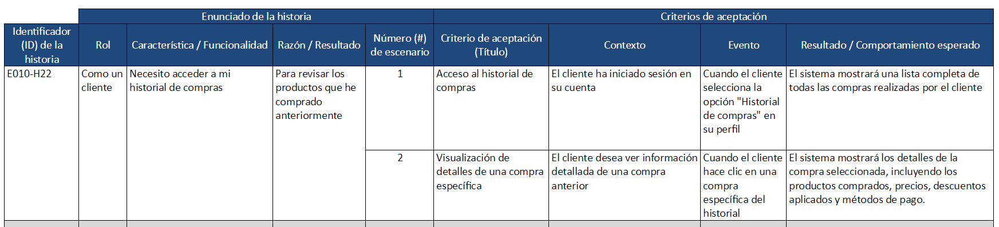 Enunciado de la historia
Criterios de aceptación
Identificador
(ID) de la
historia
Rol
Característica / Funcionalidad
Razón / Resultado
Número (#)
de escenario
Criterio de aceptación
(Título)
Contexto
Evento
Resultado / Comportamiento esperado
E010-H22
Como un
cliente
Necesito acceder a mi
historial de compras
Para revisar los
productos que he
comprado
anteriormente
1
Acceso al historial de
compras
El cliente ha iniciado sesión en
su cuenta
Cuando el cliente
selecciona la
opción "Historial
de compras" en
su perfil
El sistema mostrará una lista completa de
todas las compras realizadas por el cliente
2
Visualización de
detalles de una compra
específica
El cliente desea ver información
detallada de una compra
anterior
Cuando el cliente
hace clic en una
compra
específica del
historial
El sistema mostrará los detalles de la
compra seleccionada, incluyendo los
productos comprados, precios, descuentos
aplicados y métodos de pago.